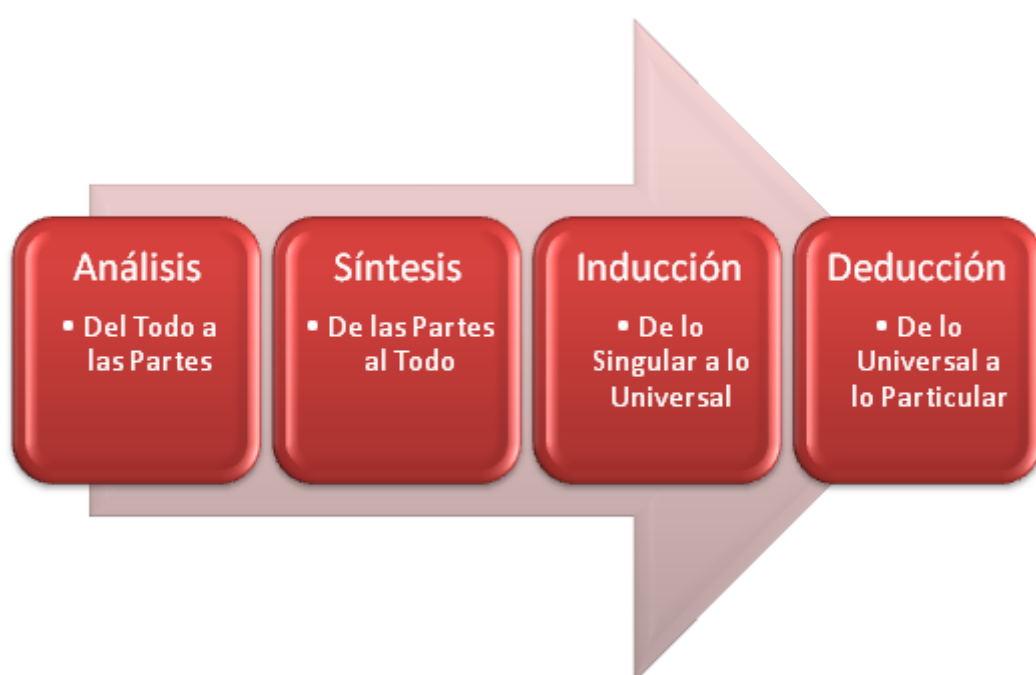 Análisis
▪ Del Todo a
las Partes
Síntesis
▪ De las Partes
al Todo
Inducción
▪ De lo
Singular a lo
Universal
Deducción
▪ De lo
Universal a
lo Particular